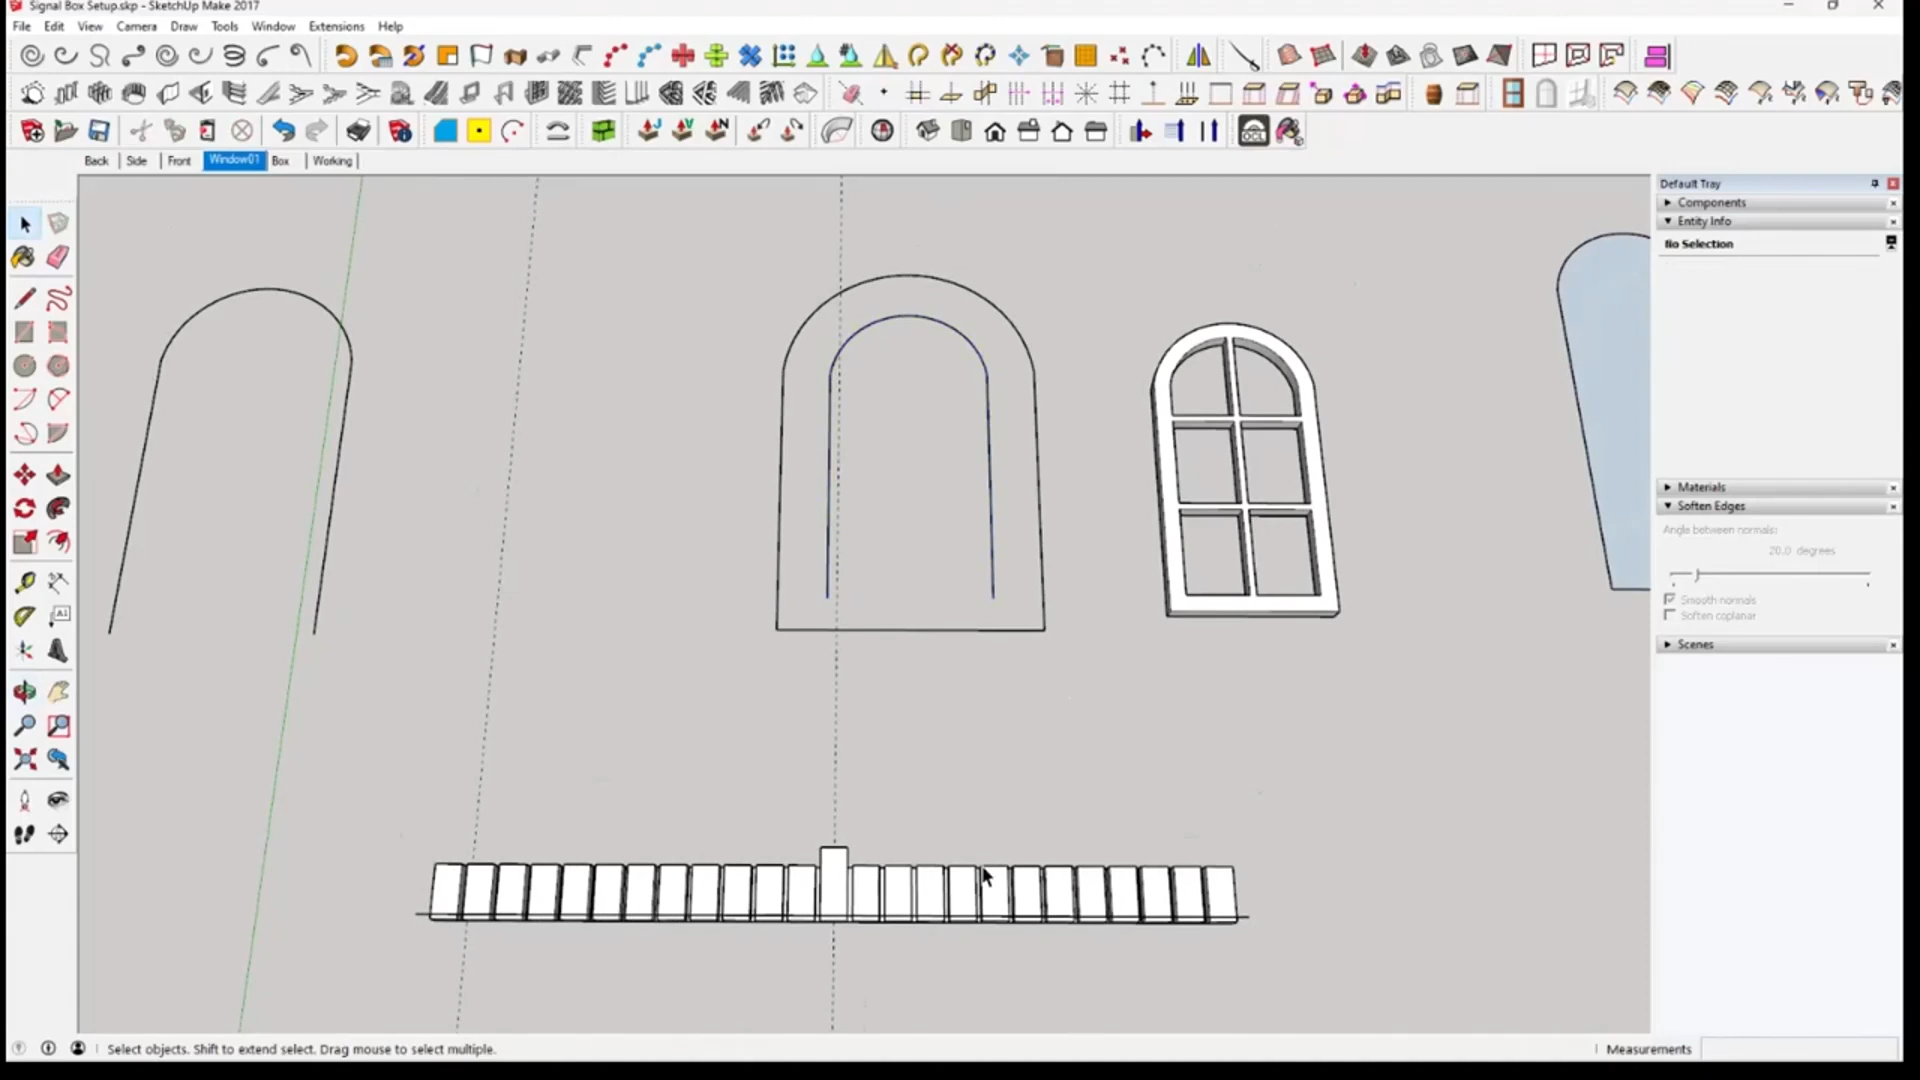 Signal Box Setup.skp - SketchUp Make 2017
File Edit View Camera Draw Tools Window Extensions Help
Back Side Front Window01 Box Working
Default Tray
Components
Entity Info
No Selection
Materials
Soften Edges
Angle between normals:
20.0 degrees
Smooth normals
Soften coplanar
Scenes
Select objects. Shift to extend select. Drag mouse to select multiple.
Measurements